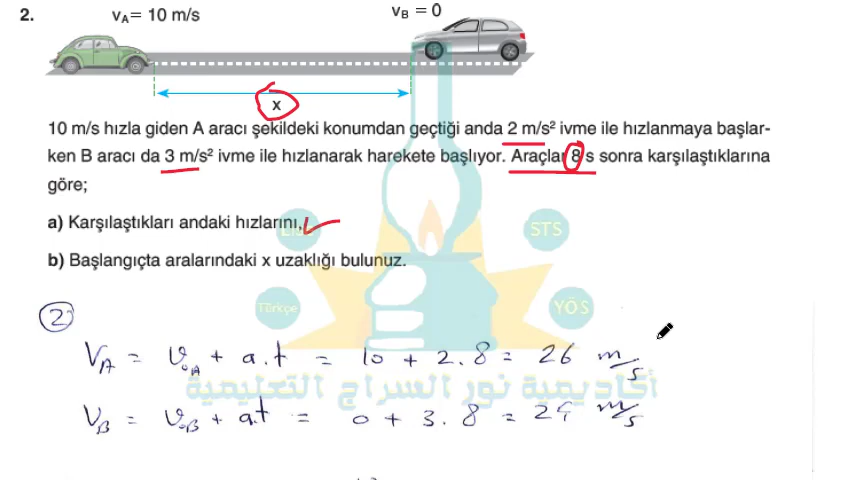 2.
vA= 10 m/s
vB = 0
x
10 m/s hızla giden A aracı şekildeki konumdan geçtiği anda 2 m/s² ivme ile hızlanmaya başlar-
ken B aracı da 3 m/s² ivme ile hızlanarak harekete başlıyor. Araçlar 8 s sonra karşılaştıklarına
göre;
a) Karşılaştıkları andaki hızlarını,
b) Başlangıçta aralarındaki x uzaklığı bulunuz.
STS
Türkçe
YÖS
2
VA = v₀A + a.t = 10 + 2.8 = 26 m/s
أكاديمية نور السراج التعليمية
VB = v₀B + a.t = 0 + 3.8 = 24 m/s